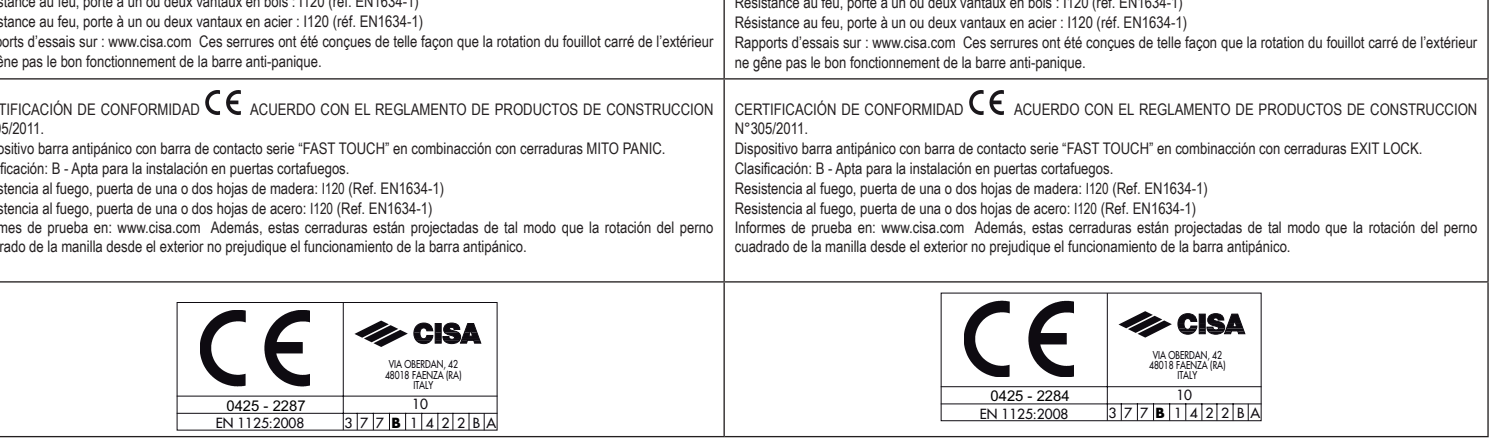 au feu, porte à un ou deux vantaux en bois : I120 (réf. EN1634-1)
au feu, porte à un ou deux vantaux en acier : I120 (réf. EN1634-1)
d’essais sur : www.cisa.com Ces serrures ont été conçues de telle façon que la rotation du fouillot carré de l’extérieur
pas le bon fonctionnement de la barre anti-panique.
Résistance au feu, porte à un ou deux vantaux en bois : I120 (réf. EN1634-1)
Résistance au feu, porte à un ou deux vantaux en acier : I120 (réf. EN1634-1)
Rapports d’essais sur : www.cisa.com Ces serrures ont été conçues de telle façon que la rotation du fouillot carré de l’extérieur
ne gêne pas le bon fonctionnement de la barre anti-panique.
DE CONFORMIDAD CE ACUERDO CON EL REGLAMENTO DE PRODUCTOS DE CONSTRUCCION
05/2011.
barra antipánico con barra de contacto serie “FAST TOUCH” en combinacción con cerraduras MITO PANIC.
B - Apta para la instalación en puertas cortafuegos.
al fuego, puerta de una o dos hojas de madera: I120 (Ref. EN1634-1)
al fuego, puerta de una o dos hojas de acero: I120 (Ref. EN1634-1)
de prueba en: www.cisa.com Además, estas cerraduras están projectadas de tal modo que la rotación del perno
de la manilla desde el exterior no prejudique el funcionamiento de la barra antipánico.
CERTIFICACIÓN DE CONFORMIDAD CE ACUERDO CON EL REGLAMENTO DE PRODUCTOS DE CONSTRUCCION
N°305/2011.
Dispositivo barra antipánico con barra de contacto serie “FAST TOUCH” en combinacción con cerraduras EXIT LOCK.
Clasificación: B - Apta para la instalación en puertas cortafuegos.
Resistencia al fuego, puerta de una o dos hojas de madera: I120 (Ref. EN1634-1)
Resistencia al fuego, puerta de una o dos hojas de acero: I120 (Ref. EN1634-1)
Informes de prueba en: www.cisa.com Además, estas cerraduras están projectadas de tal modo que la rotación del perno
cuadrado de la manilla desde el exterior no prejudique el funcionamiento de la barra antipánico.
CE
CISA
VIA OBERDAN, 42
48018 FAENZA (RA)
ITALY
0425 - 2287 10
EN 1125:2008 3 7 7 B 1 4 2 2 B A
CE
CISA
VIA OBERDAN, 42
48018 FAENZA (RA)
ITALY
0425 - 2284 10
EN 1125:2008 3 7 7 B 1 4 2 2 B A